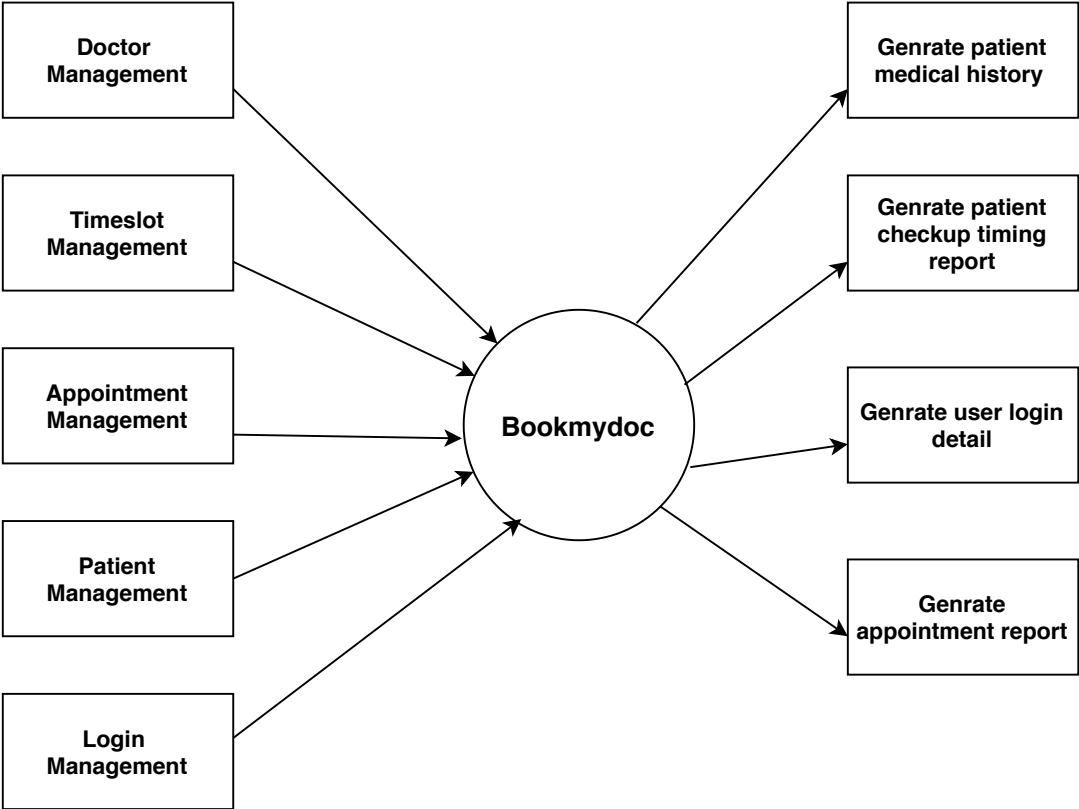 Doctor
Management
Timeslot
Management
Appointment
Management
Patient
Management
Login
Management
Bookmydoc
Genrate patient
medical history
Genrate patient
checkup timing
report
Genrate user login
detail
Genrate
appointment report